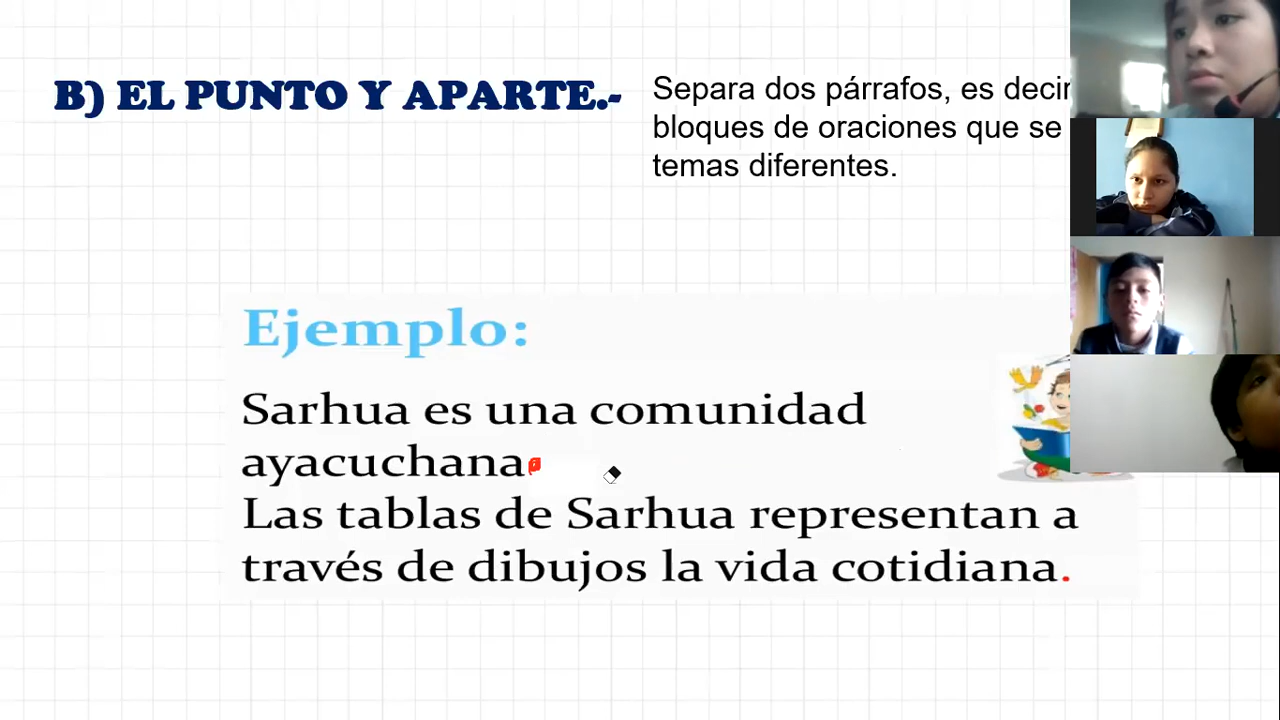 B) EL PUNTO Y APARTE.-
Separa dos párrafos, es decir
bloques de oraciones que se
temas diferentes.
Ejemplo:
Sarhua es una comunidad
ayacuchana.
Las tablas de Sarhua representan a
través de dibujos la vida cotidiana.